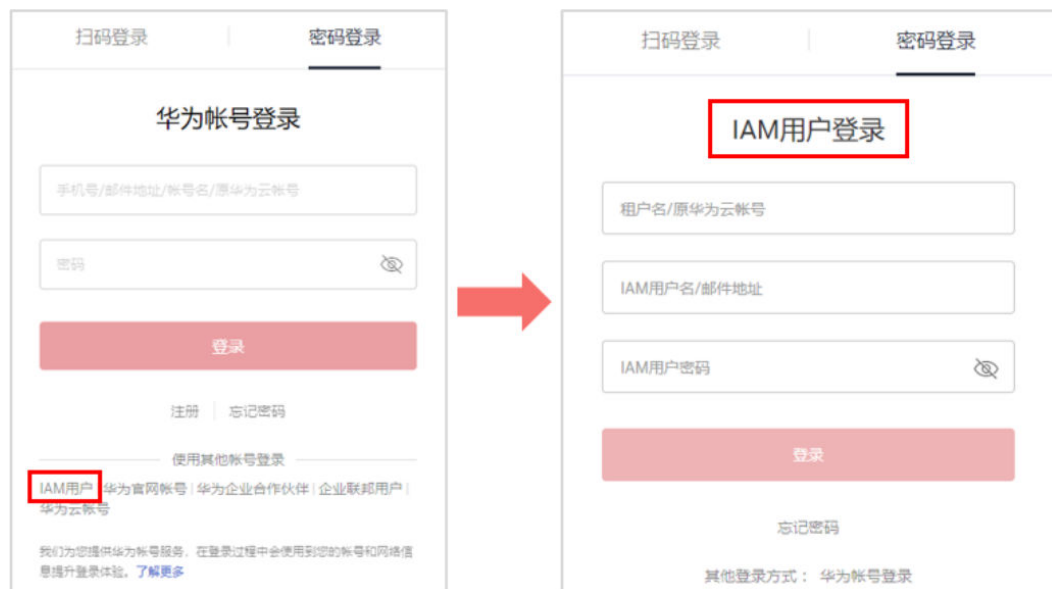 扫码登录
密码登录
华为帐号登录
手机号/邮件地址/帐号名/原华为云帐号
密码
登录
注册
忘记密码
使用其他帐号登录
IAM用户 华为官网帐号|华为企业合作伙伴|企业联邦用户|
华为云帐号
我们为您提供华为帐号服务，在登录过程中会使用到您的帐号和网络信
息提升登录体验。了解更多
扫码登录
密码登录
IAM用户登录
租户名/原华为云帐号
IAM用户名/邮件地址
IAM用户密码
登录
忘记密码
其他登录方式： 华为帐号登录